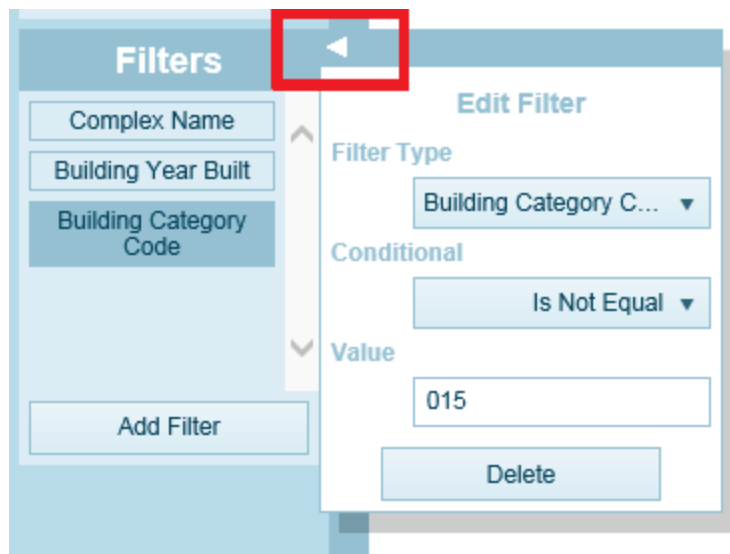 Filters
Complex Name
Building Year Built
Building Category
Code
Add Filter
Edit Filter
Filter Type
Building Category C...
Conditional
Is Not Equal
Value
015
Delete